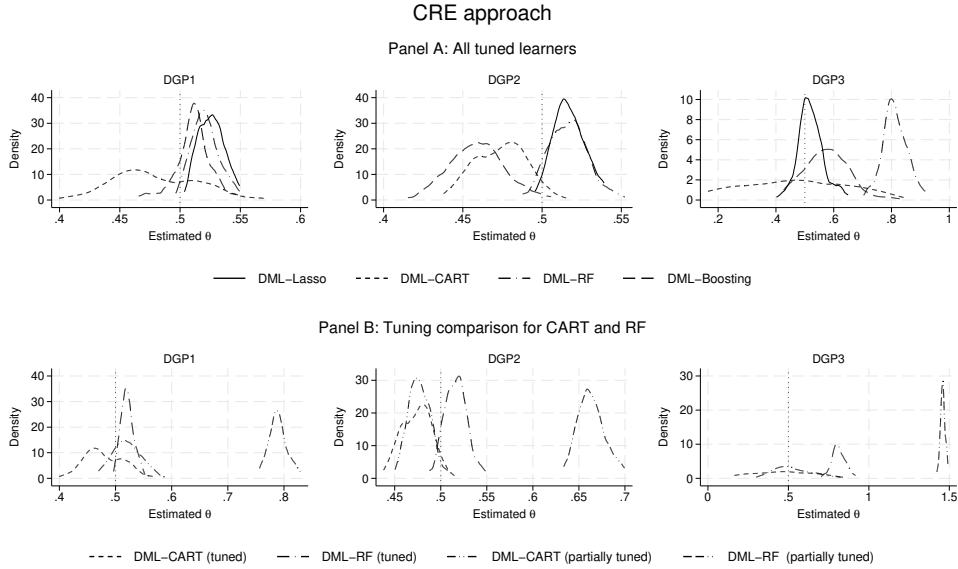 CRE approach
Panel A: All tuned learners
DGP1
DGP2
DGP3
Density
40
30
20
10
0
.4
.45
.5
.55
.6
Estimated θ
Density
40
30
20
10
0
.4
.45
.5
.55
Estimated θ
Density
10
8
6
4
2
0
.2
.4
.6
.8
1
Estimated θ
DML−Lasso
DML−CART
DML−RF
DML−Boosting
Panel B: Tuning comparison for CART and RF
DGP1
DGP2
DGP3
Density
40
30
20
10
0
.4
.5
.6
.7
.8
Estimated θ
Density
30
20
10
0
.45
.5
.55
.6
.65
.7
Estimated θ
Density
30
20
10
0
0
.5
1
1.5
Estimated θ
DML−CART (tuned)
DML−RF (tuned)
DML−CART (partially tuned)
DML−RF (partially tuned)